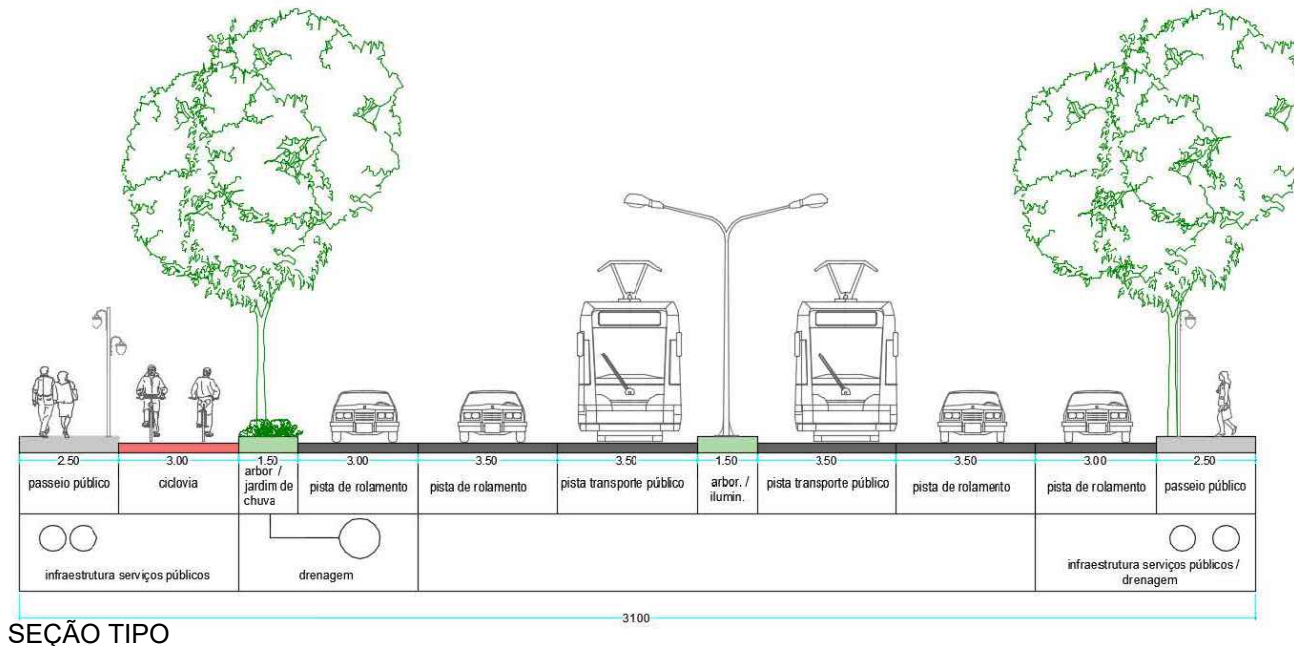 2.50 3.00 1.50 3.00 3.50 3.50 1.50 3.50 3.50 3.00 2.50
passeio público
ciclovia
arbor /
jardim de
chuva
pista de rolamento
pista de rolamento
pista transporte público
arbor. /
ilumin.
pista transporte público
pista de rolamento
pista de rolamento
passeio público
infraestrutura serviços públicos
drenagem
infraestrutura serviços públicos /
drenagem
3100
SEÇÃO TIPO